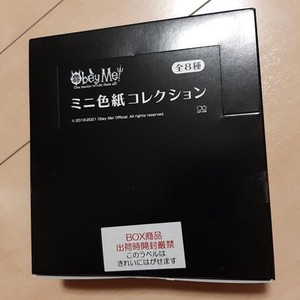 Obey Me!
One master to rule them all!
全8種
ミニ色紙コレクション
© 2019-2021 Obey Me! Official. All rights reserved.
BOX商品
出荷時開封厳禁
このラベルは
きれいにはがせます